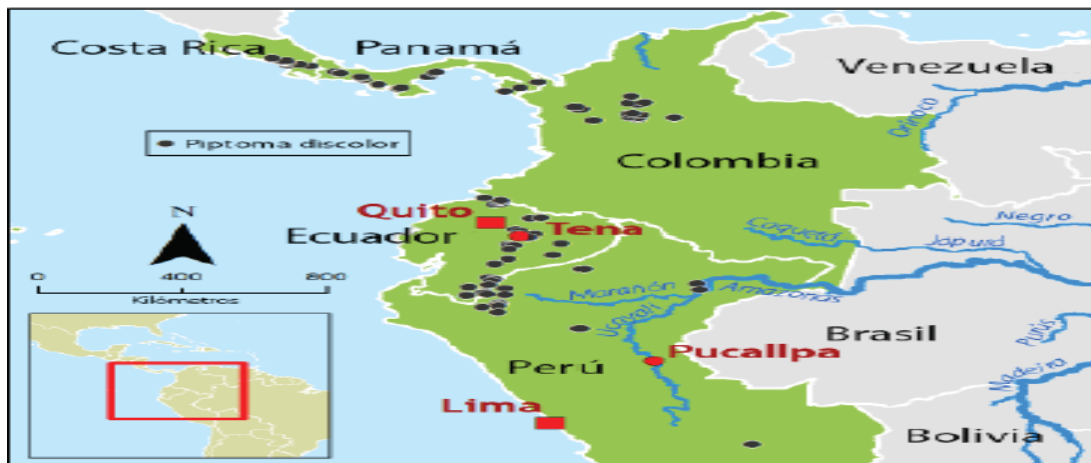 Costa Rica
Panamá
Venezuela
Orinoco
Piptoma discolor
Colombia
N
Quito
Tena
Ecuador
Negro
Caquetá
Japurá
0 400 800
Kilómetros
Marañón
Amazonas
Ucayali
Brasil
Purús
Perú
Pucallpa
Madeiro
Lima
Bolivia